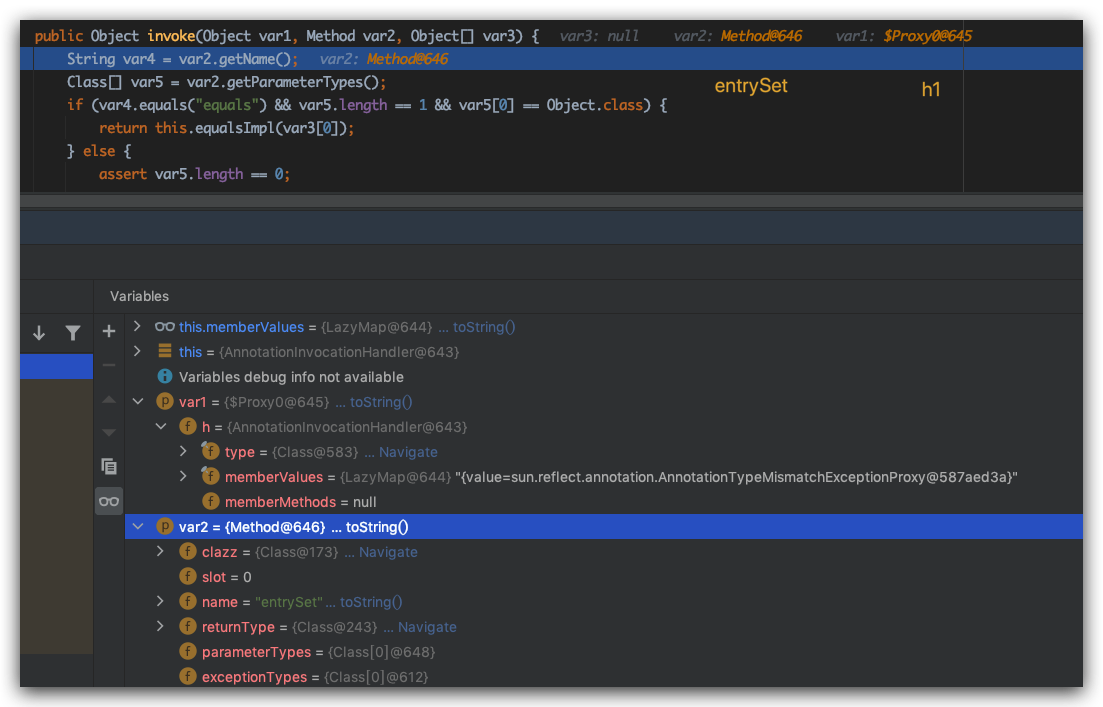 public Object invoke(Object var1, Method var2, Object[] var3) {  var3: null    var2: Method@646    var1: $Proxy0@645
String var4 = var2.getName();  var2: Method@646
Class[] var5 = var2.getParameterTypes();
entrySet    h1
if (var4.equals("equals") && var5.length == 1 && var5[0] == Object.class) {
return this.equalsImpl(var3[0]);
} else {
assert var5.length == 0;
Variables
this.memberValues = {LazyMap@644} ... toString()
this = {AnnotationInvocationHandler@643}
Variables debug info not available
p var1 = {$Proxy0@645} ... toString()
f h = {AnnotationInvocationHandler@643}
f type = {Class@583} ... Navigate
f memberValues = {LazyMap@644} "{value=sun.reflect.annotation.AnnotationTypeMismatchExceptionProxy@587aed3a}"
f memberMethods = null
p var2 = {Method@646} ... toString()
f clazz = {Class@173} ... Navigate
f slot = 0
f name = "entrySet"... toString()
f returnType = {Class@243} ... Navigate
f parameterTypes = {Class[0]@648}
f exceptionTypes = {Class[0]@612}